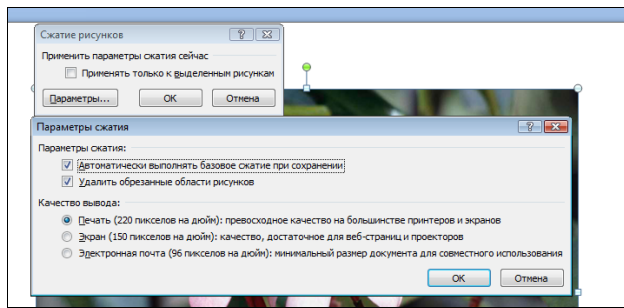 Сжатие рисунков
Применить параметры сжатия сейчас
Применять только к выделенным рисункам
Параметры...
ОК
Отмена
Параметры сжатия
Параметры сжатия:
Автоматически выполнять базовое сжатие при сохранении
Удалить обрезанные области рисунков
Качество вывода:
Печать (220 пикселов на дюйм): превосходное качество на большинстве принтеров и экранов
Экран (150 пикселов на дюйм): качество, достаточное для веб-страниц и проекторов
Электронная почта (96 пикселов на дюйм): минимальный размер документа для совместного использования
ОК
Отмена